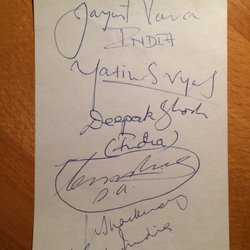 Jayant Vora
INDIA
Yatin S Vyas
Deepak Ghosh
(India)
S.A.
India